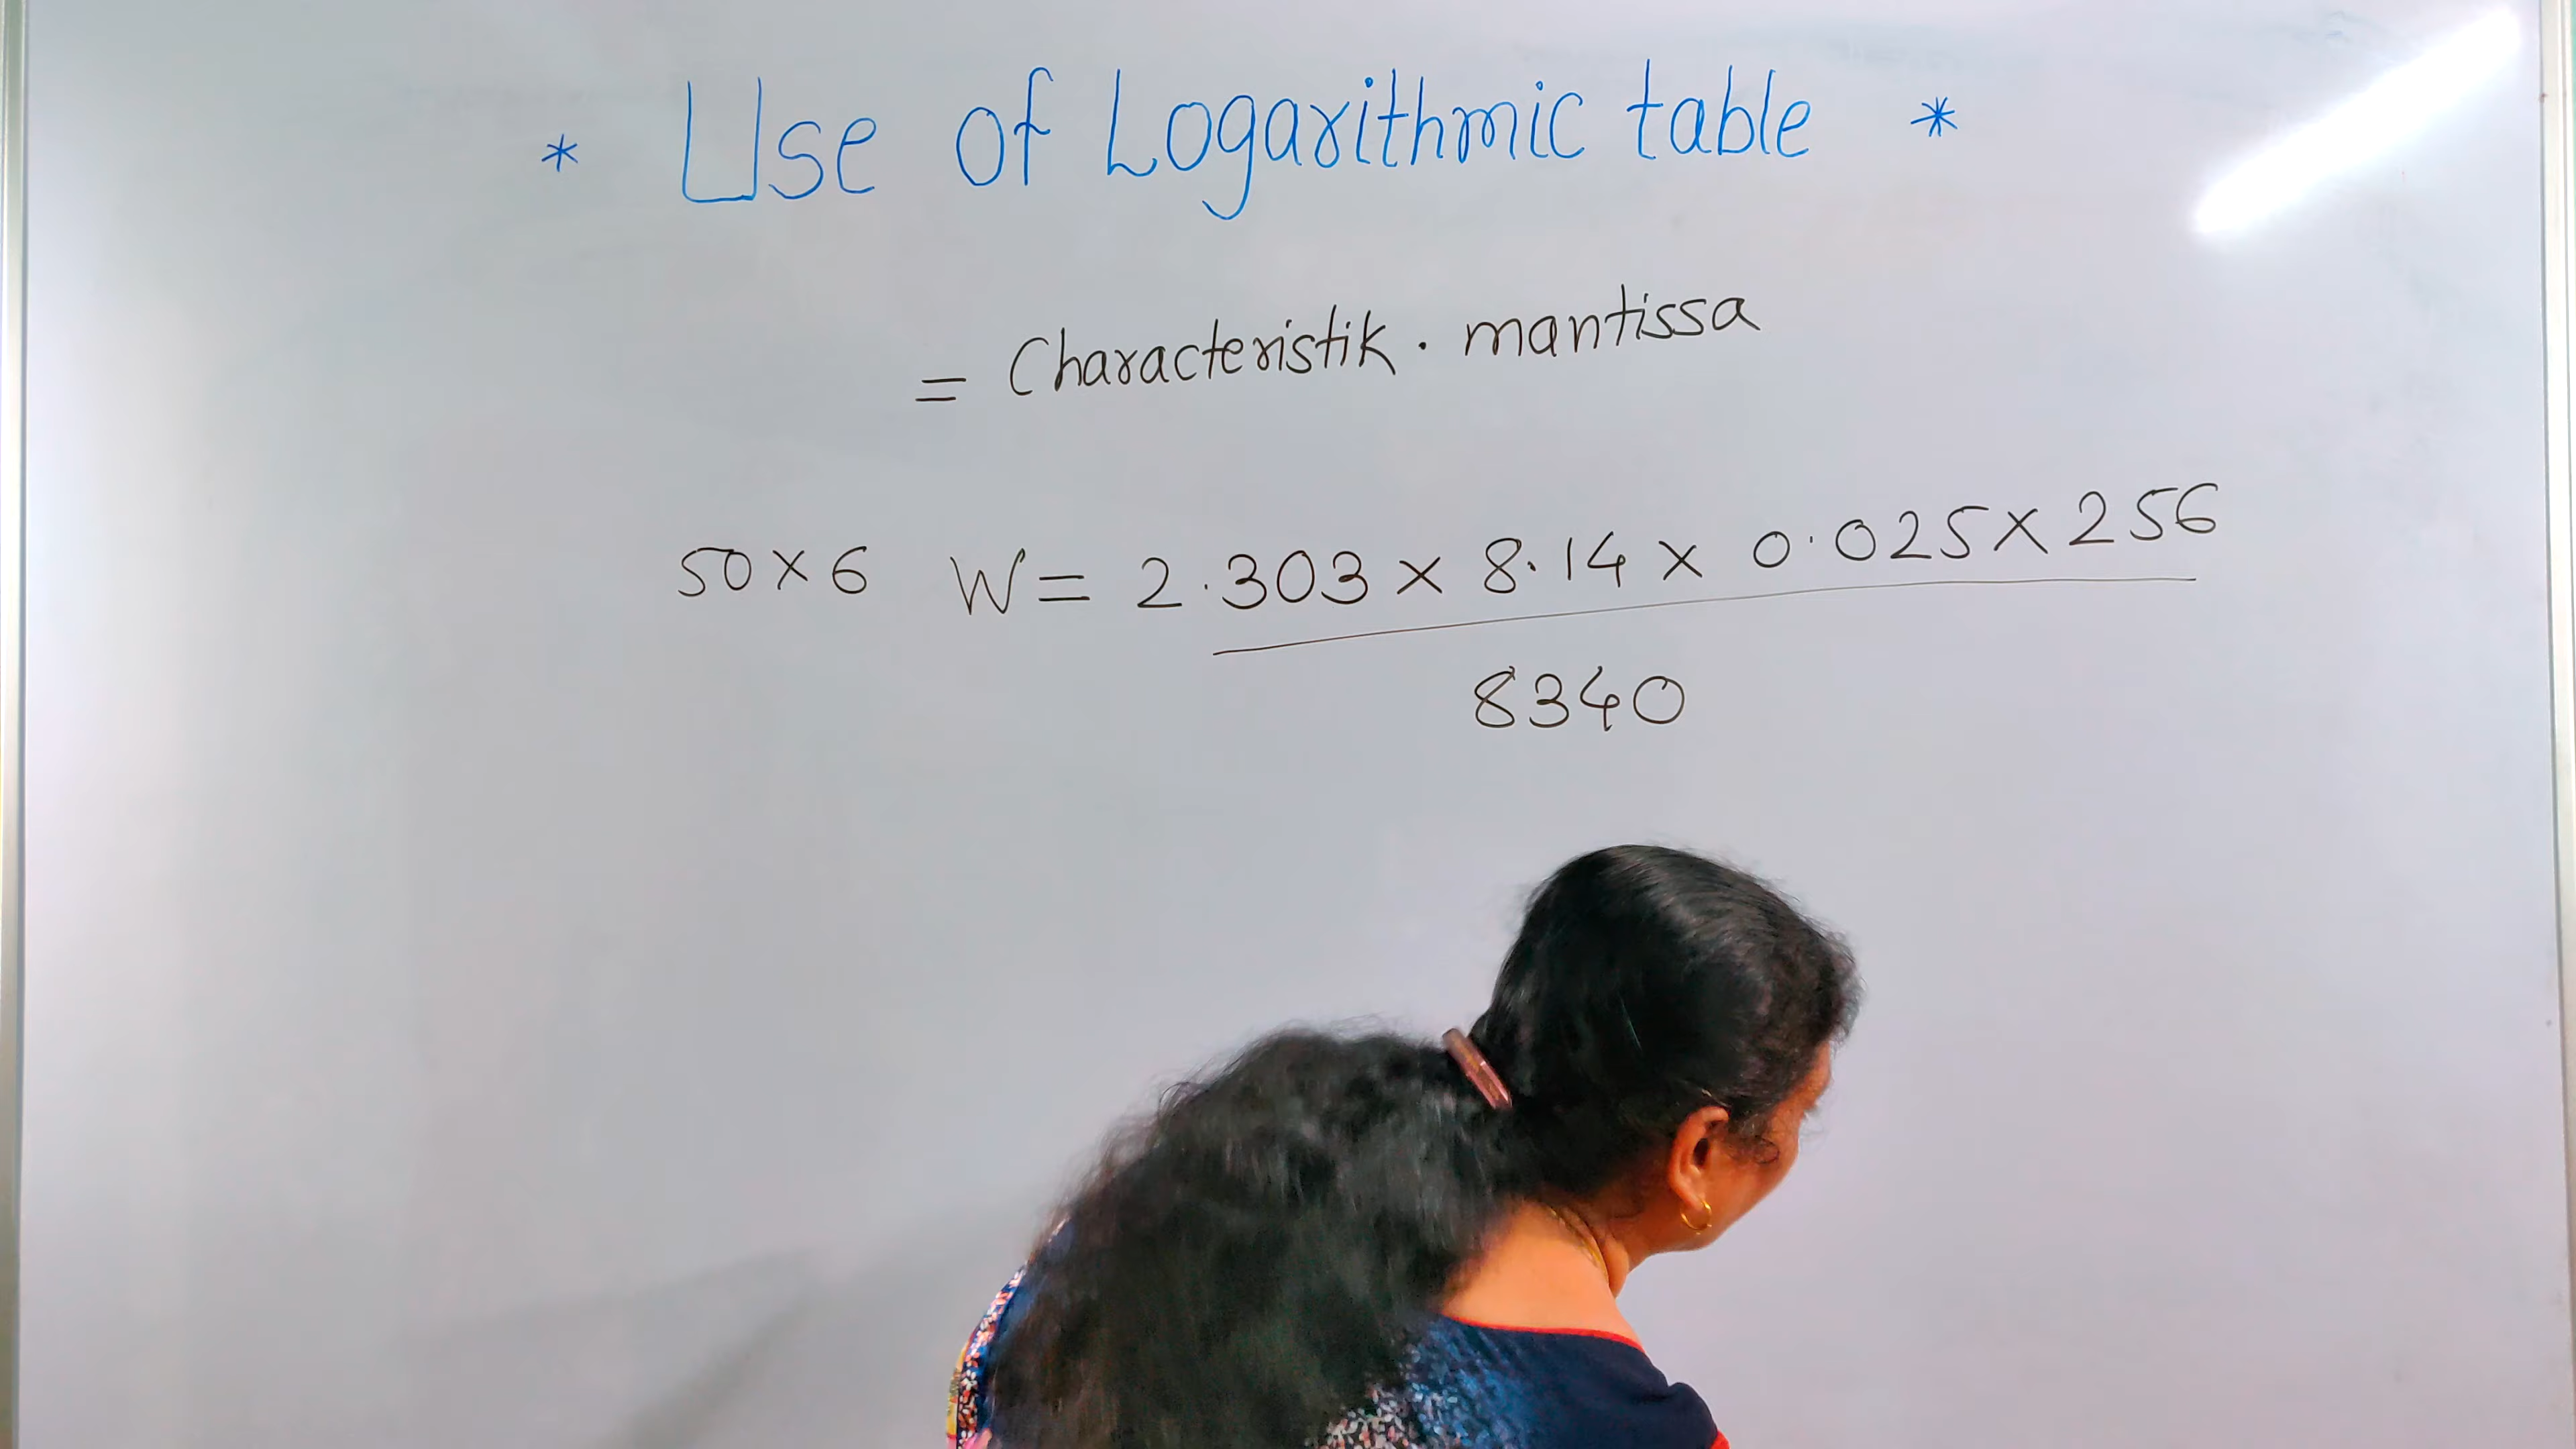 * Use of Logarithmic table *
= Characteristik . mantissa
50 × 6 W = 2.303 × 8.14 × 0.025 × 256
8340